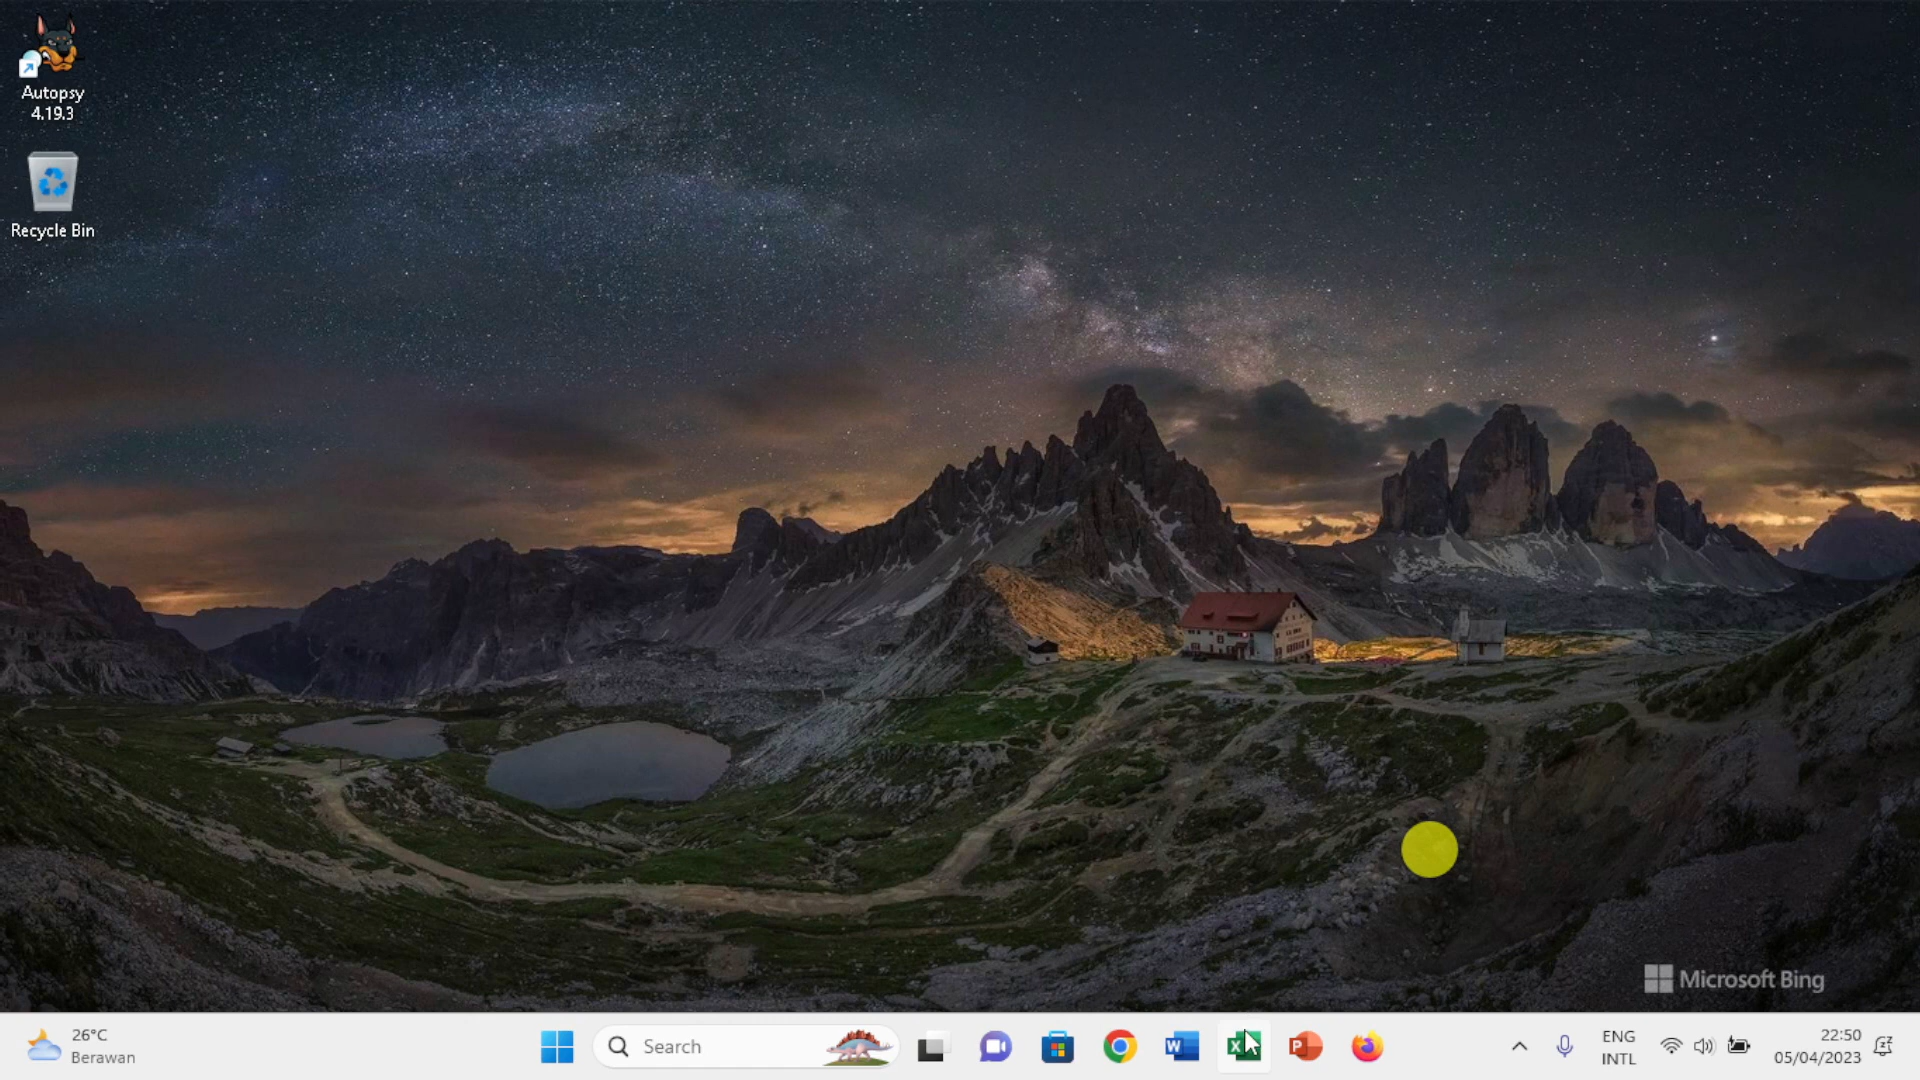 Autopsy
4.19.3
Recycle Bin
Microsoft Bing
26°C
Berawan
Search
ENG
INTL
22:50
05/04/2023